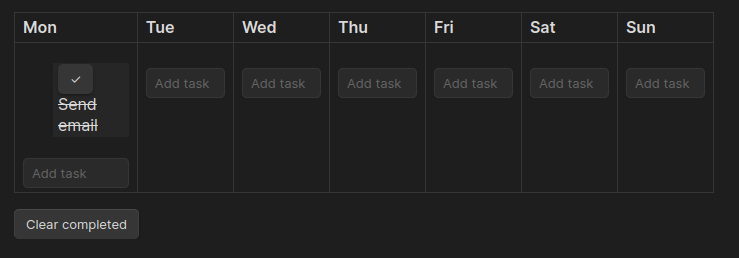 Mon Tue Wed Thu Fri Sat Sun
✓
Send
email
Add task Add task Add task Add task Add task Add task
Add task
Clear completed